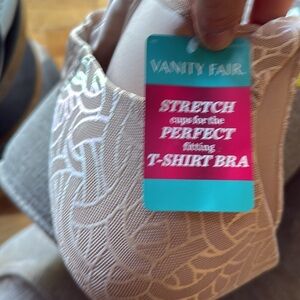 VANITY FAIR
STRETCH
cups for the
PERFECT
fitting
T-SHIRT BRA